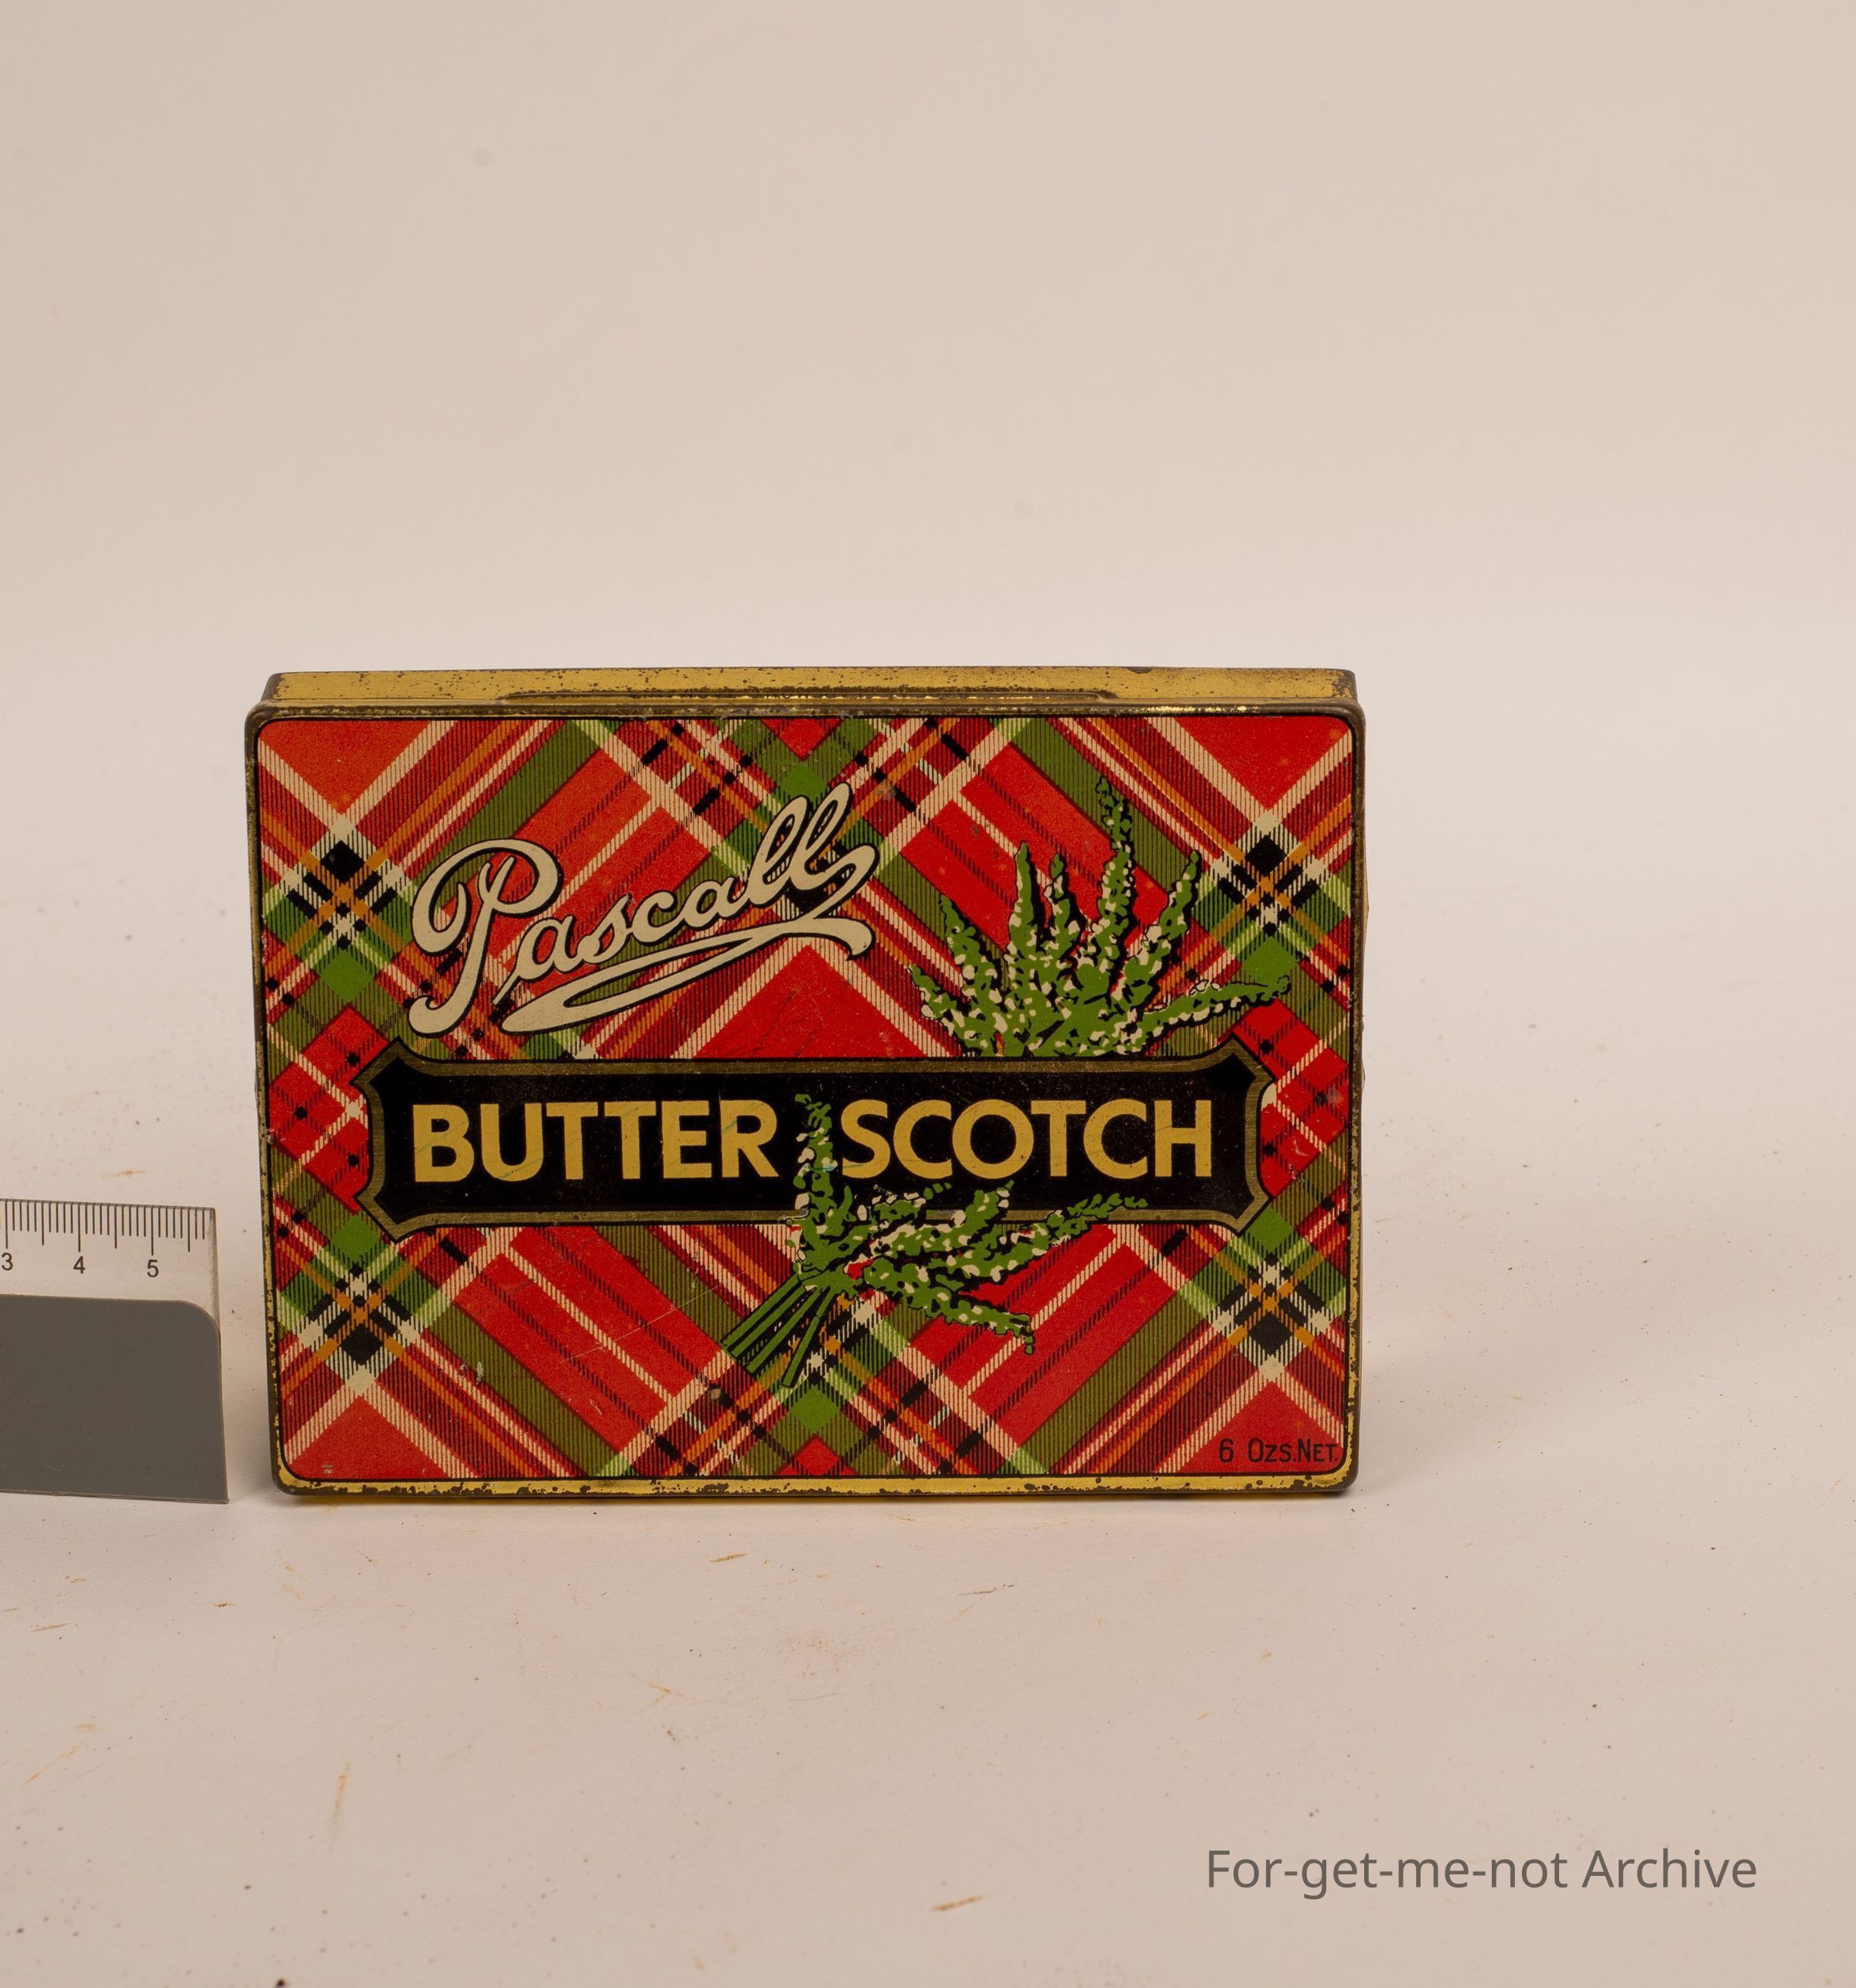 Pascall
BUTTER SCOTCH
3 4 5
6 OZS.NET.
For-get-me-not Archive